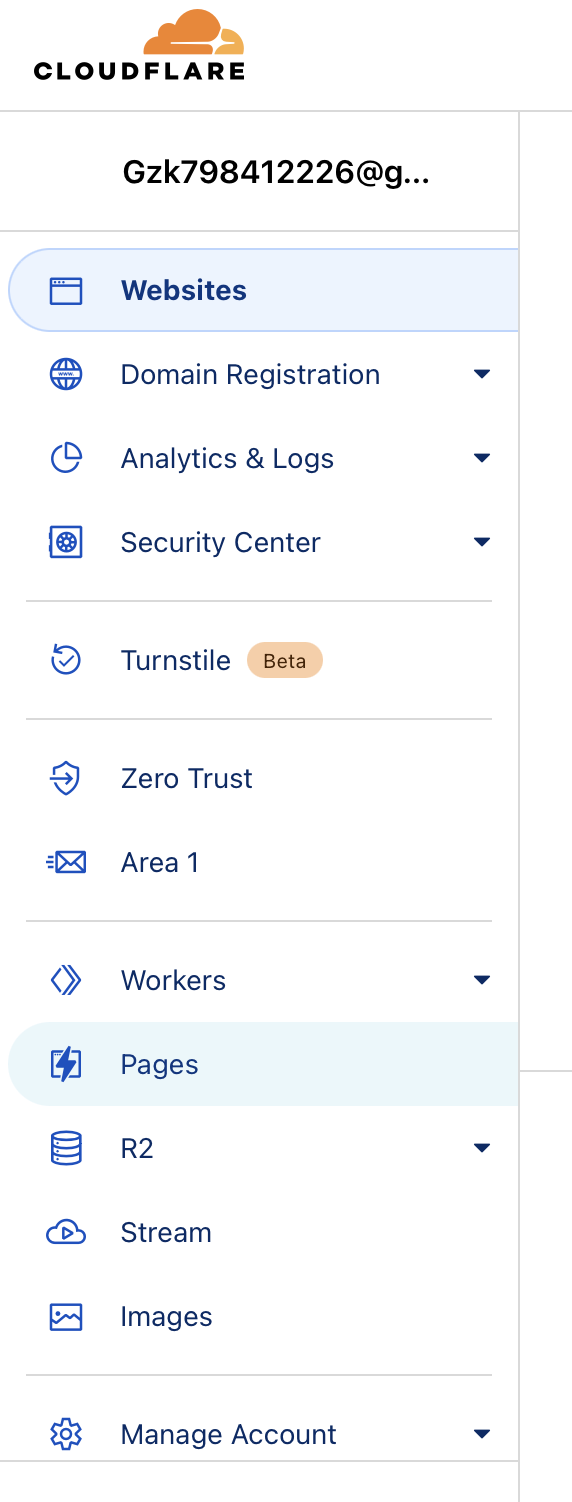 CLOUDFLARE
Gzk798412226@g...
Websites
www.
Domain Registration
Analytics & Logs
Security Center
Turnstile Beta
Zero Trust
Area 1
Workers
Pages
R2
Stream
Images
Manage Account